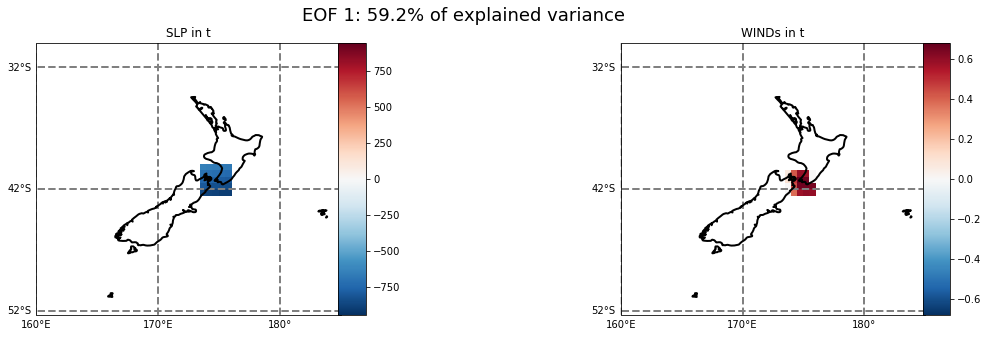 EOF 1: 59.2% of explained variance
SLP in t
WINDs in t
32°S
42°S
52°S
160°E
170°E
180°
750
500
250
0
−250
−500
−750
32°S
42°S
52°S
160°E
170°E
180°
0.6
0.4
0.2
0.0
−0.2
−0.4
−0.6